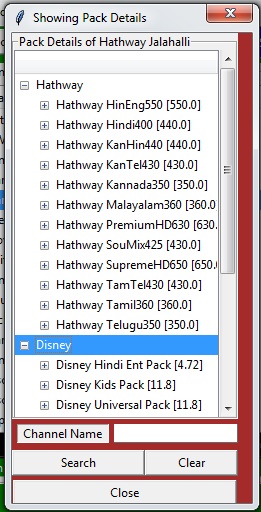 Showing Pack Details
Pack Details of Hathway Jalahalli
Hathway
Hathway HinEng550 [550.0]
Hathway Hindi400 [440.0]
Hathway KanHin440 [440.0]
Hathway KanTel430 [430.0]
Hathway Kannada350 [350.0]
Hathway Malayalam360 [360.0
Hathway PremiumHD630 [630.
Hathway SouMix425 [430.0]
Hathway SupremeHD650 [650.
Hathway TamTel430 [430.0]
Hathway Tamil360 [360.0]
Hathway Telugu350 [350.0]
Disney
Disney Hindi Ent Pack [4.72]
Disney Kids Pack [11.8]
Disney Universal Pack [11.8]
Channel Name
Search Clear
Close